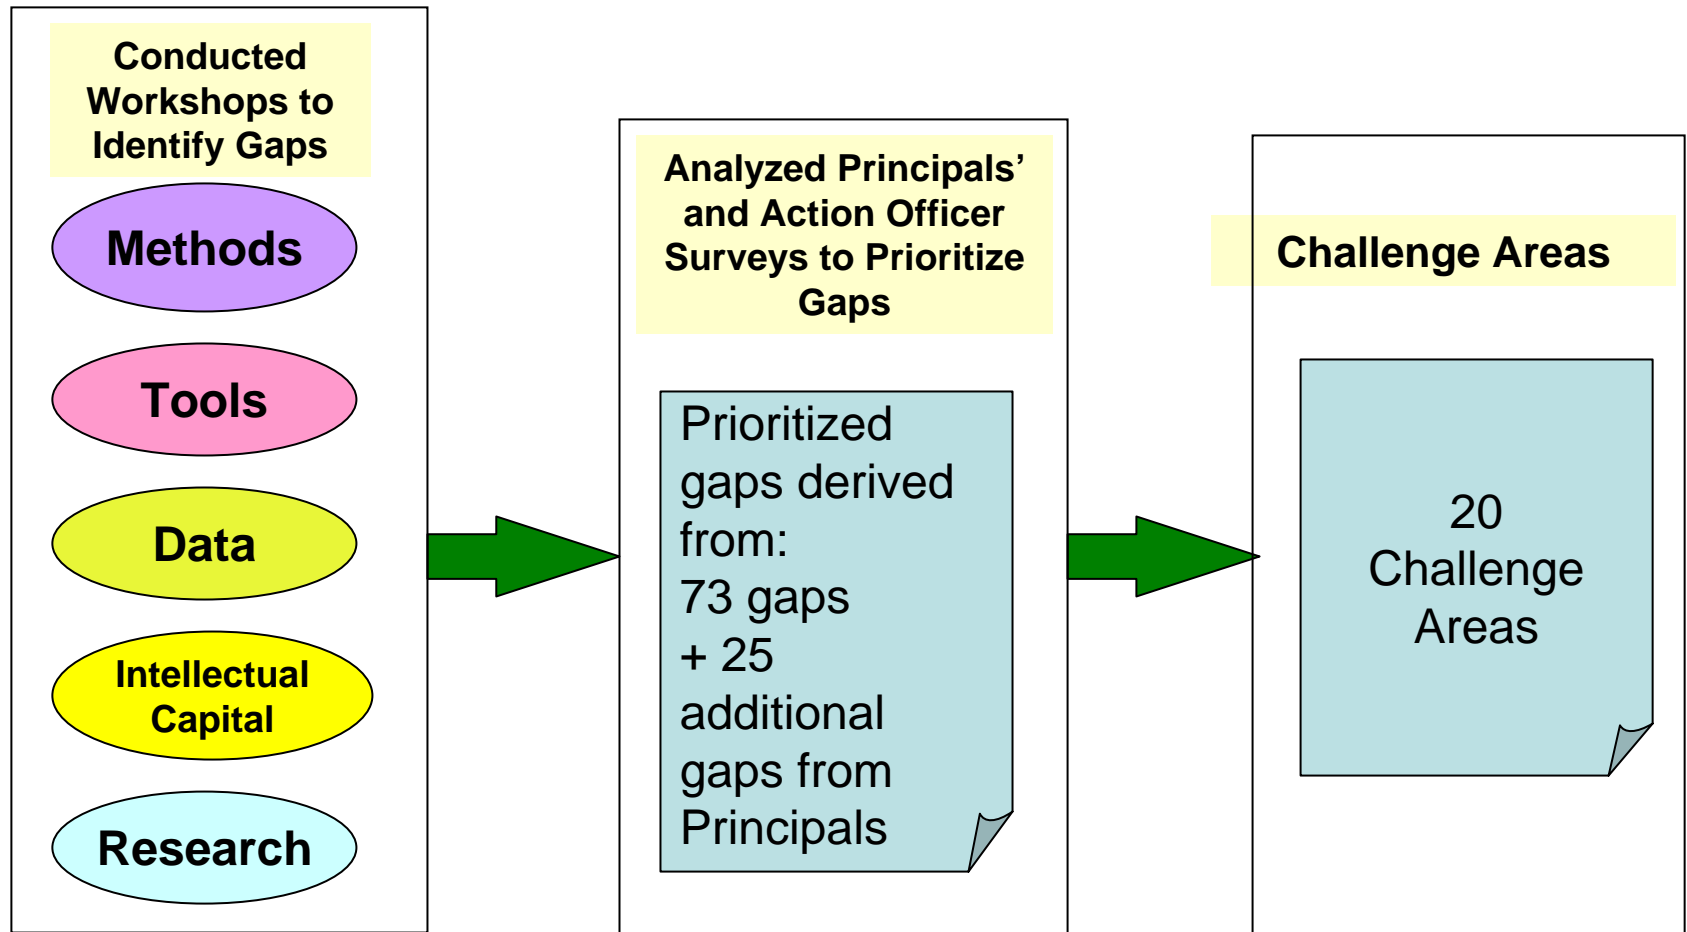 Conducted
Workshops to
Identify Gaps
Methods
Tools
Data
Intellectual
Capital
Research
Analyzed Principals’
and Action Officer
Surveys to Prioritize
Gaps
Prioritized
gaps derived
from:
73 gaps
+ 25
additional
gaps from
Principals
Challenge Areas
20
Challenge
Areas